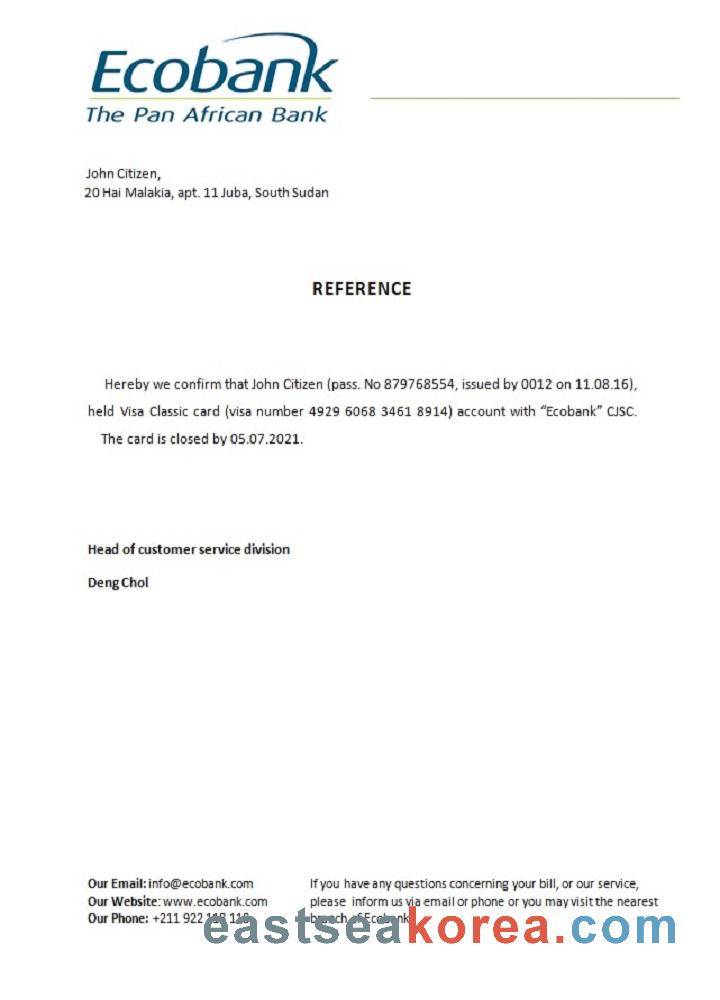 Ecobank
The Pan African Bank
John Citizen,
20 Hai Malakia, apt. 11 Juba, South Sudan
REFERENCE
Hereby we confirm that John Citizen (pass. No 879768554, issued by 0012 on 11.08.16),
held Visa Classic card (visa number 4929 6068 3461 8914) account with “Ecobank” CJSC.
The card is closed by 05.07.2021.
Head of customer service division
Deng Chol
Our Email: info@ecobank.com
Our Website: www.ecobank.com
Our Phone: +211 922
If you have any questions concerning your bill, or our service,
please inform us via email or phone or you may visit the nearest
branch of Ecobank
eastseakorea.com